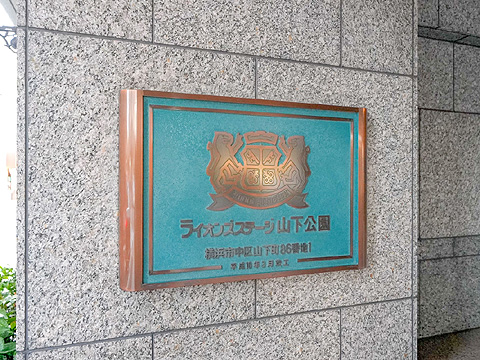 ライオンズステージ山下公園
横浜市中区山下町86番地1